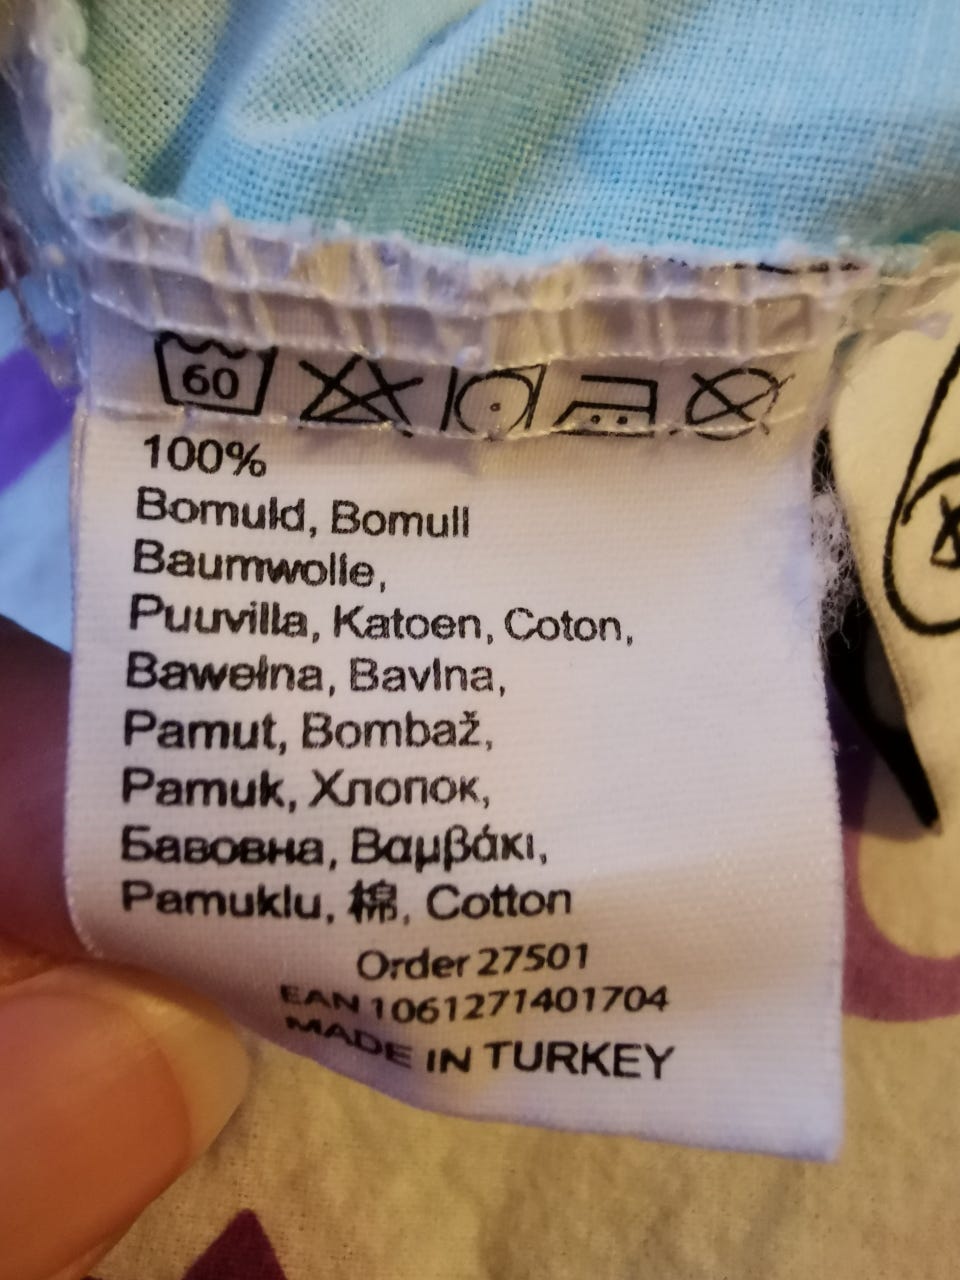 60
100%
Bomuld, Bomull
Baumwolle,
Puuvilla, Katoen, Coton,
Bawełna, Bavlna,
Pamut, Bombaž,
Pamuk, Хлопок,
Бавовна, Βαμβάκι,
Pamuklu, 棉, Cotton
Order 27501
EAN 1061271401704
MADE IN TURKEY